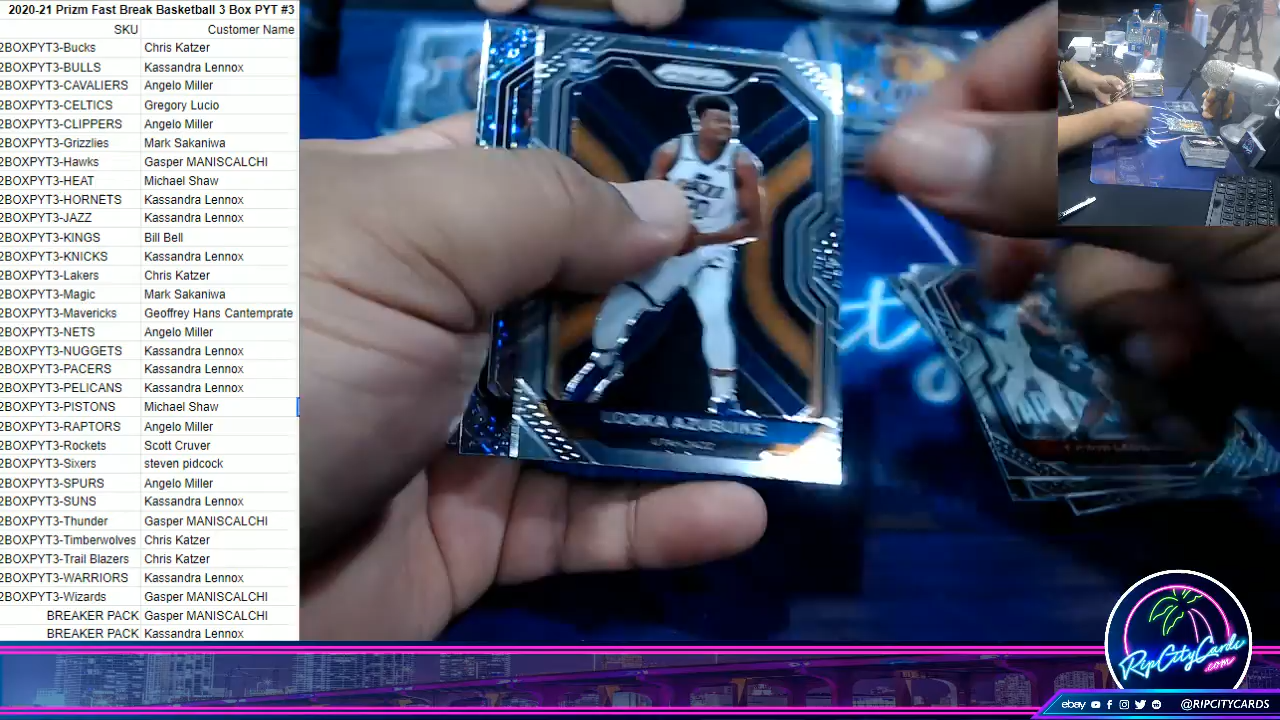 2020-21 Prizm Fast Break Basketball 3 Box PYT #3
SKU Customer Name
2BOXPYT3-Bucks Chris Katzer
2BOXPYT3-BULLS Kassandra Lennox
2BOXPYT3-CAVALIERS Angelo Miller
2BOXPYT3-CELTICS Gregory Lucio
2BOXPYT3-CLIPPERS Angelo Miller
2BOXPYT3-Grizzlies Mark Sakaniwa
2BOXPYT3-Hawks Gasper MANISCALCHI
2BOXPYT3-HEAT Michael Shaw
2BOXPYT3-HORNETS Kassandra Lennox
2BOXPYT3-JAZZ Kassandra Lennox
2BOXPYT3-KINGS Bill Bell
2BOXPYT3-KNICKS Kassandra Lennox
2BOXPYT3-Lakers Chris Katzer
2BOXPYT3-Magic Mark Sakaniwa
2BOXPYT3-Mavericks Geoffrey Hans Cantemprate
2BOXPYT3-NETS Angelo Miller
2BOXPYT3-NUGGETS Kassandra Lennox
2BOXPYT3-PACERS Kassandra Lennox
2BOXPYT3-PELICANS Kassandra Lennox
2BOXPYT3-PISTONS Michael Shaw
2BOXPYT3-RAPTORS Angelo Miller
2BOXPYT3-Rockets Scott Cruver
2BOXPYT3-Sixers steven pidcock
2BOXPYT3-SPURS Angelo Miller
2BOXPYT3-SUNS Kassandra Lennox
2BOXPYT3-Thunder Gasper MANISCALCHI
2BOXPYT3-Timberwolves Chris Katzer
2BOXPYT3-Trail Blazers Chris Katzer
2BOXPYT3-WARRIORS Kassandra Lennox
2BOXPYT3-Wizards Gasper MANISCALCHI
BREAKER PACK Gasper MANISCALCHI
BREAKER PACK Kassandra Lennox
PRIZM
JAZZ
AZUBUIKE
RipCityCards
.com
ebay @RIPCITYCARDS